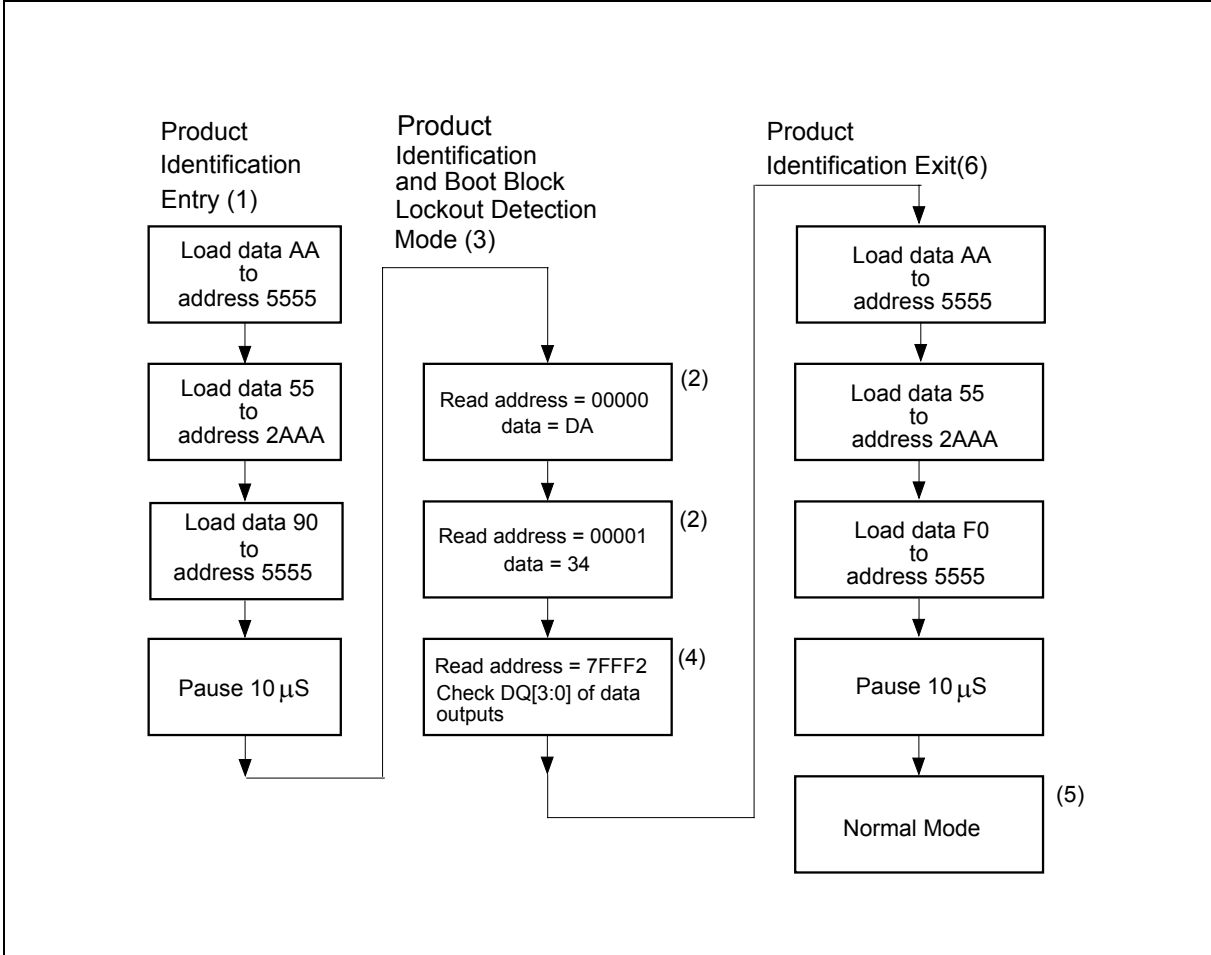 Product
Identification
Entry (1)
Load data AA
to
address 5555
Load data 55
to
address 2AAA
Load data 90
to
address 5555
Pause 10 μS
Product
Identification
and Boot Block
Lockout Detection
Mode (3)
Read address = 00000
data = DA
(2)
Read address = 00001
data = 34
(2)
Read address = 7FFF2
Check DQ[3:0] of data
outputs
(4)
Product
Identification Exit(6)
Load data AA
to
address 5555
Load data 55
to
address 2AAA
Load data F0
to
address 5555
Pause 10 μS
Normal Mode
(5)